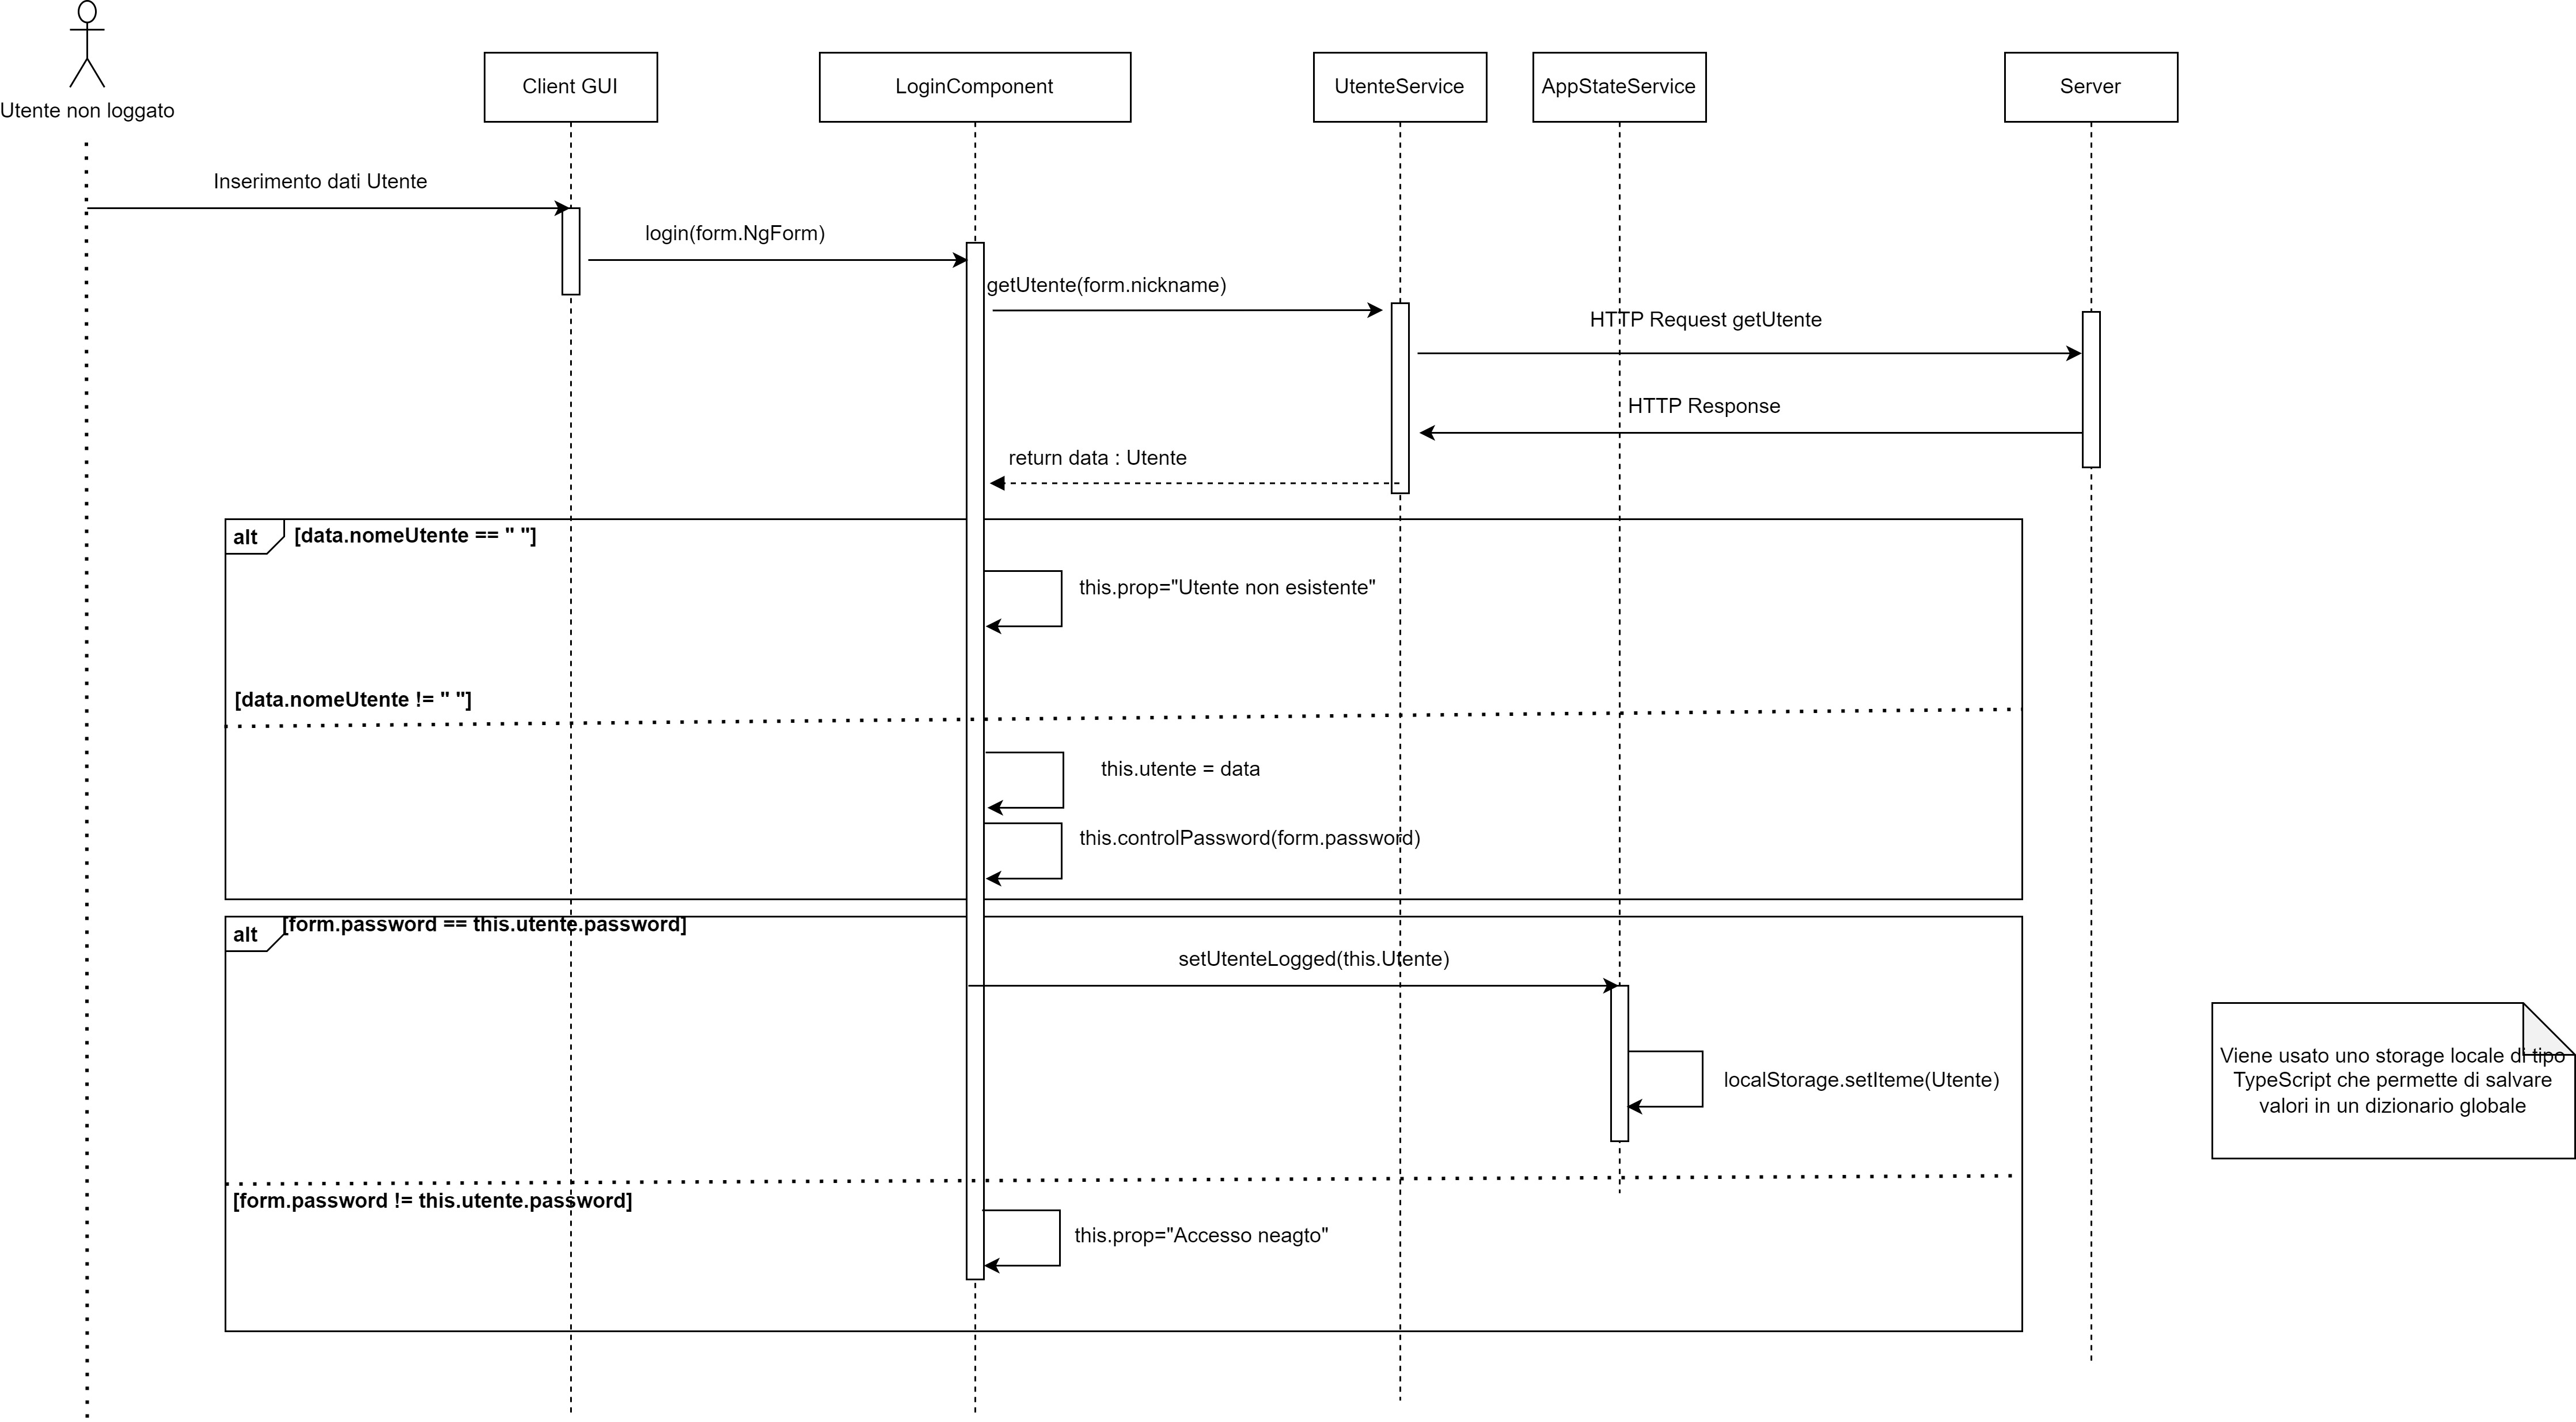 Utente non loggato
Client GUI
LoginComponent
UtenteService
AppStateService
Server
Inserimento dati Utente
login(form.NgForm)
getUtente(form.nickname)
HTTP Request getUtente
HTTP Response
return data : Utente
alt
[data.nomeUtente == " "]
this.prop="Utente non esistente"
[data.nomeUtente != " "]
this.utente = data
this.controlPassword(form.password)
alt
[form.password == this.utente.password]
setUtenteLogged(this.Utente)
localStorage.setIteme(Utente)
Viene usato uno storage locale di tipo
TypeScript che permette di salvare
valori in un dizionario globale
[form.password != this.utente.password]
this.prop="Accesso neagto"